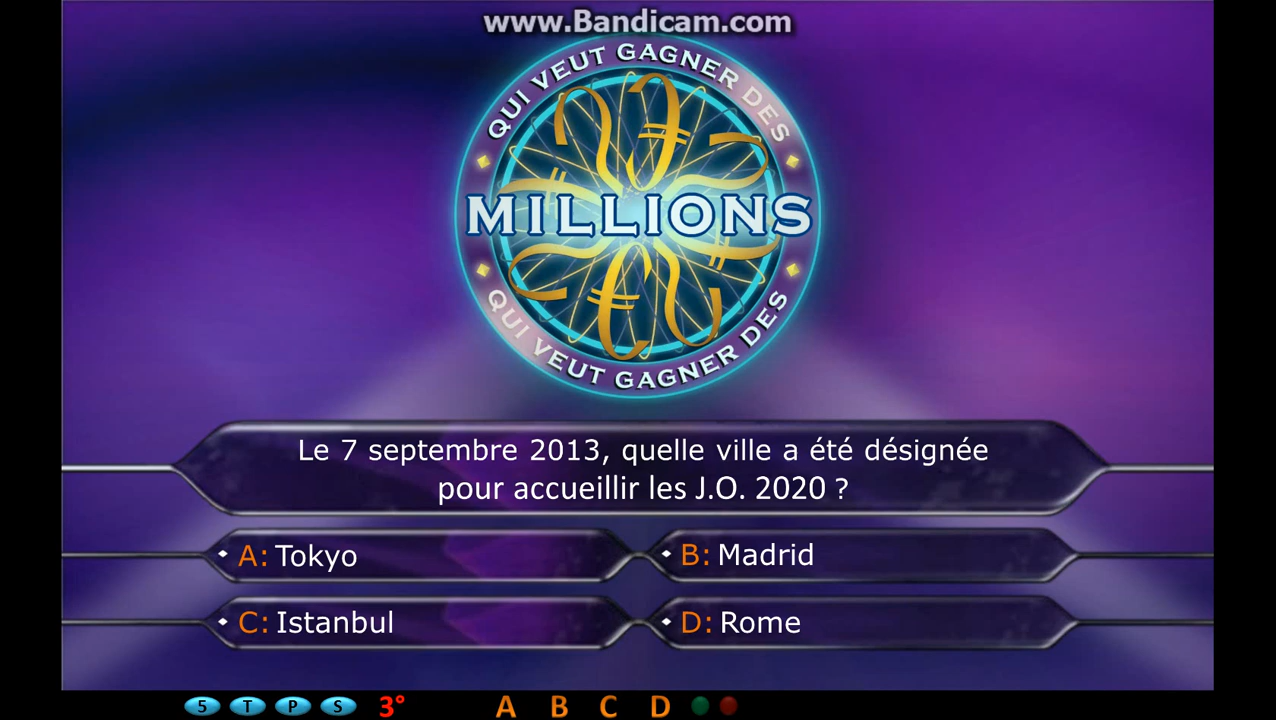 www.Bandicam.com
QUI VEUT GAGNER DES
MILLIONS
QUI VEUT GAGNER DES
Le 7 septembre 2013, quelle ville a été désignée
pour accueillir les J.O. 2020 ?
A: Tokyo
B: Madrid
C: Istanbul
D: Rome
5 T P S 3° A B C D